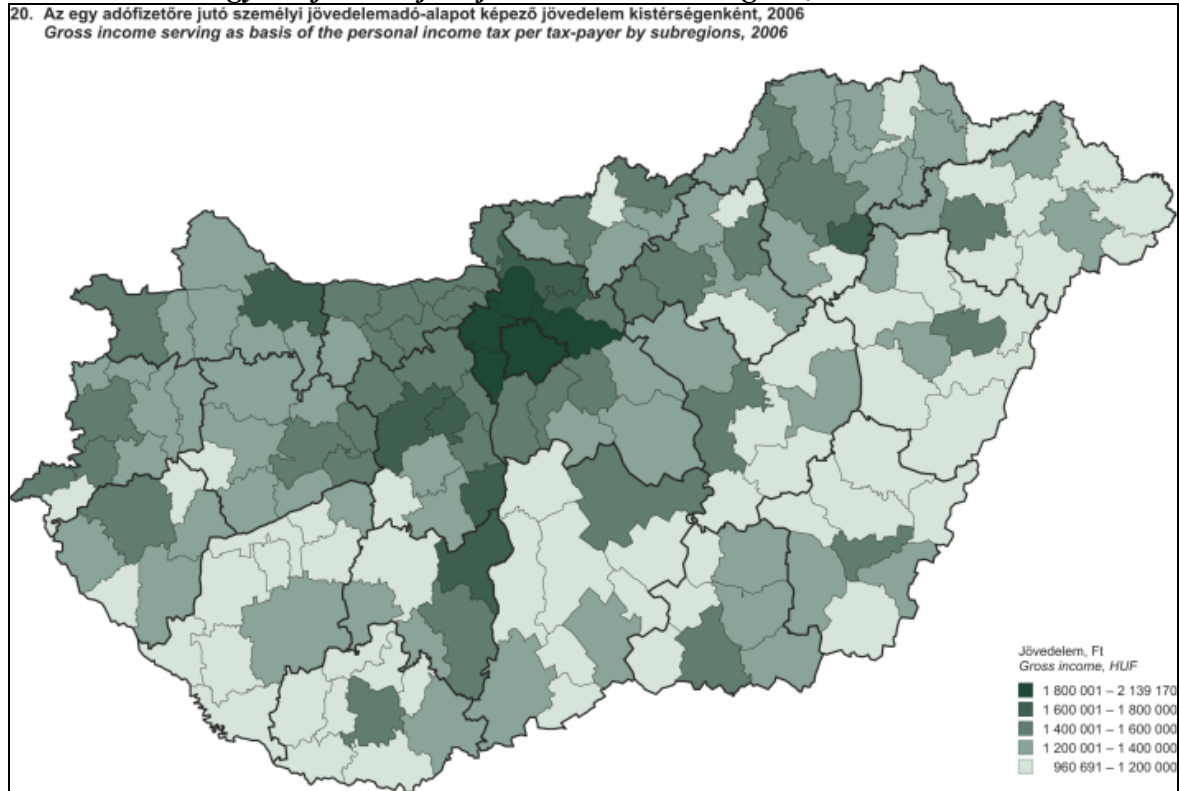 20. Az egy adófizetőre jutó személyi jövedelemadó-alapot képező jövedelem kistérségenként, 2006
Gross income serving as basis of the personal income tax per tax-payer by subregions, 2006
Jövedelem, Ft
Gross income, HUF
1 800 001 – 2 139 170
1 600 001 – 1 800 000
1 400 001 – 1 600 000
1 200 001 – 1 400 000
960 691 – 1 200 000